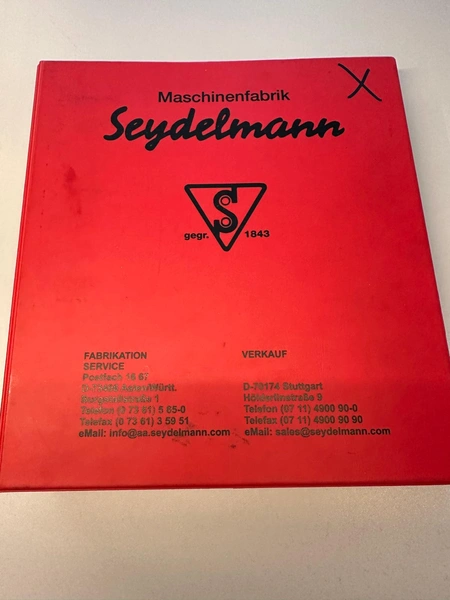 X
Maschinenfabrik
Seydelmann
S
gegr. 1843
FABRIKATION
SERVICE
Postfach 16 67
Burgstallstraße 1
Telefon (0 73 61) 5 65-0
Telefax (0 73 61) 3 59 51
eMail: info@aa.seydelmann.com
VERKAUF
D-70174 Stuttgart
Hölderlinstraße 9
Telefon (07 11) 4900 90-0
Telefax (07 11) 4900 90 90
eMail: sales@seydelmann.com